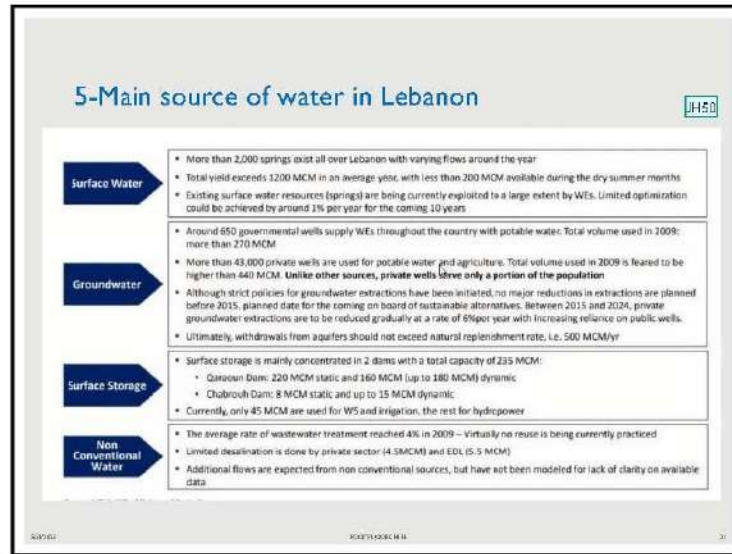 5-Main source of water in Lebanon
JH50
Surface Water
• More than 2,000 springs exist all over Lebanon with varying flows around the year
• Total yield exceeds 1200 MCM in an average year, with less than 200 MCM available during the dry summer months
• Existing surface water resources (springs) are being currently exploited to a large extent by WEs. Limited optimization
could be achieved by around 1% per year for the coming 10 years
Groundwater
• Around 650 governmental wells supply WEs throughout the country with potable water. Total volume used in 2009:
more than 270 MCM
• More than 43,000 private wells are used for potable water and agriculture. Total volume used in 2009 is feared to be
higher than 440 MCM. Unlike other sources, private wells serve only a portion of the population
• Although strict policies for groundwater extractions have been initiated, no major reductions in extractions are planned
before 2015, planned date for the coming on board of sustainable alternatives. Between 2015 and 2024, private
groundwater extractions are to be reduced gradually at a rate of 6%per year with increasing reliance on public wells.
• Ultimately, withdrawals from aquifers should not exceed natural replenishment rate, i.e. 500 MCM/yr
Surface Storage
• Surface storage is mainly concentrated in 2 dams with a total capacity of 235 MCM:
• Qaraoun Dam: 220 MCM static and 160 MCM (up to 180 MCM) dynamic
• Chabrouh Dam: 8 MCM static and up to 15 MCM dynamic
• Currently, only 45 MCM are used for WS and irrigation, the rest for hydropower
Non
Conventional
Water
• The average rate of wastewater treatment reached 4% in 2009 – Virtually no reuse is being currently practiced
• Limited desalination is done by private sector (4.5MCM) and EDL (5.5 MCM)
• Additional flows are expected from non conventional sources, but have not been modeled for lack of clarity on available
data